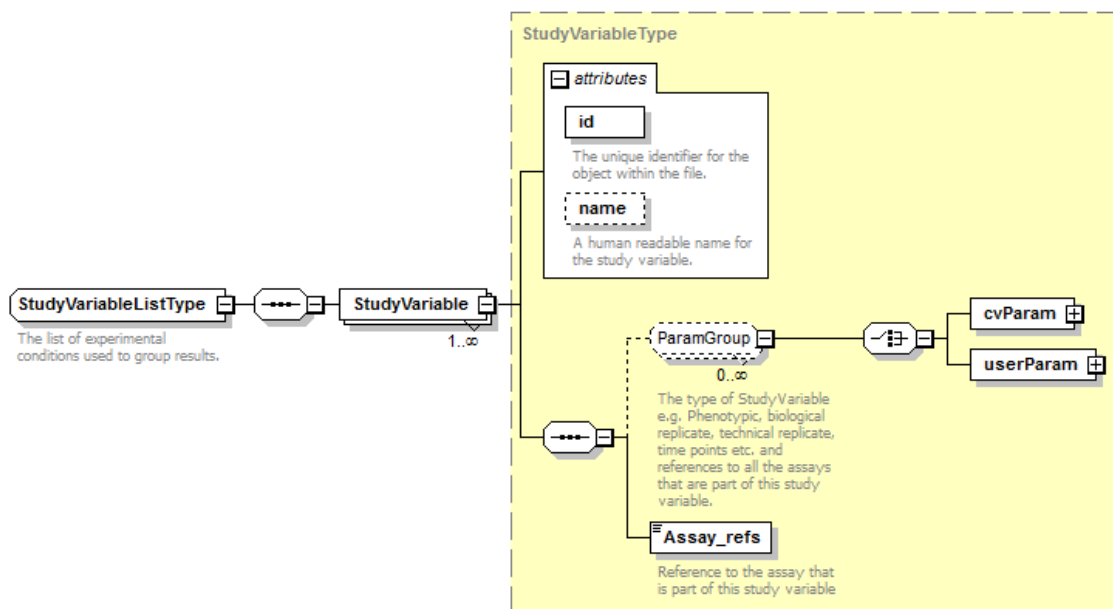 StudyVariableType
attributes
id
The unique identifier for the
object within the file.
name
A human readable name for
the study variable.
StudyVariableListType
The list of experimental
conditions used to group results.
StudyVariable
1..∞
ParamGroup
0..∞
The type of StudyVariable
e.g. Phenotypic, biological
replicate, technical replicate,
time points etc. and
references to all the assays
that are part of this study
variable.
cvParam
userParam
Assay_refs
Reference to the assay that
is part of this study variable